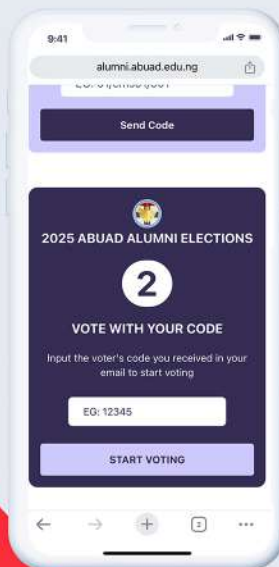 9:41
alumni.abuad.edu.ng
Send Code
2025 ABUAD ALUMNI ELECTIONS
2
VOTE WITH YOUR CODE
Input the voter's code you received in your
email to start voting
EG: 12345
START VOTING
2